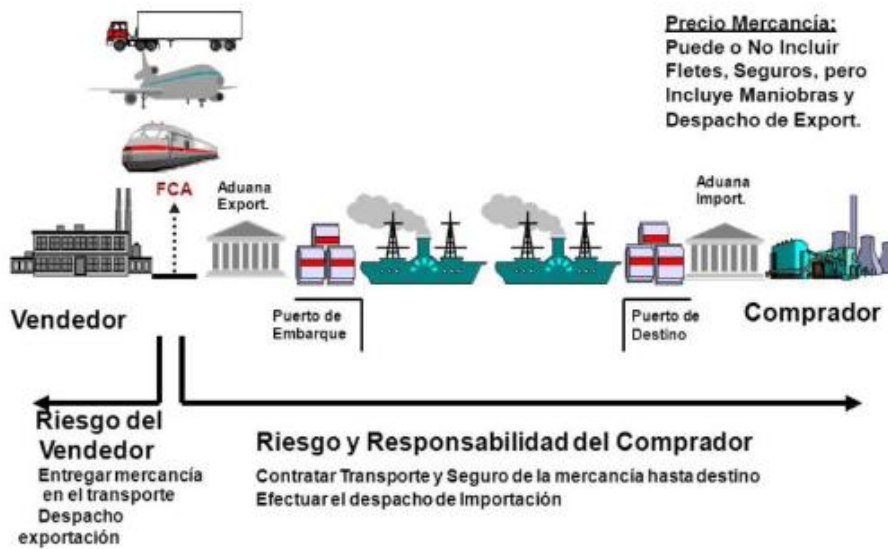 Precio Mercancía:
Puede o No Incluir
Fletes, Seguros, pero
Incluye Maniobras y
Despacho de Export.
FCA
Aduana
Export.
Aduana
Import.
Vendedor
Puerto de
Embarque
Puerto de
Destino
Comprador
Riesgo del
Vendedor
Entregar mercancía
en el transporte
Despacho
exportación
Riesgo y Responsabilidad del Comprador
Contratar Transporte y Seguro de la mercancía hasta destino
Efectuar el despacho de Importación